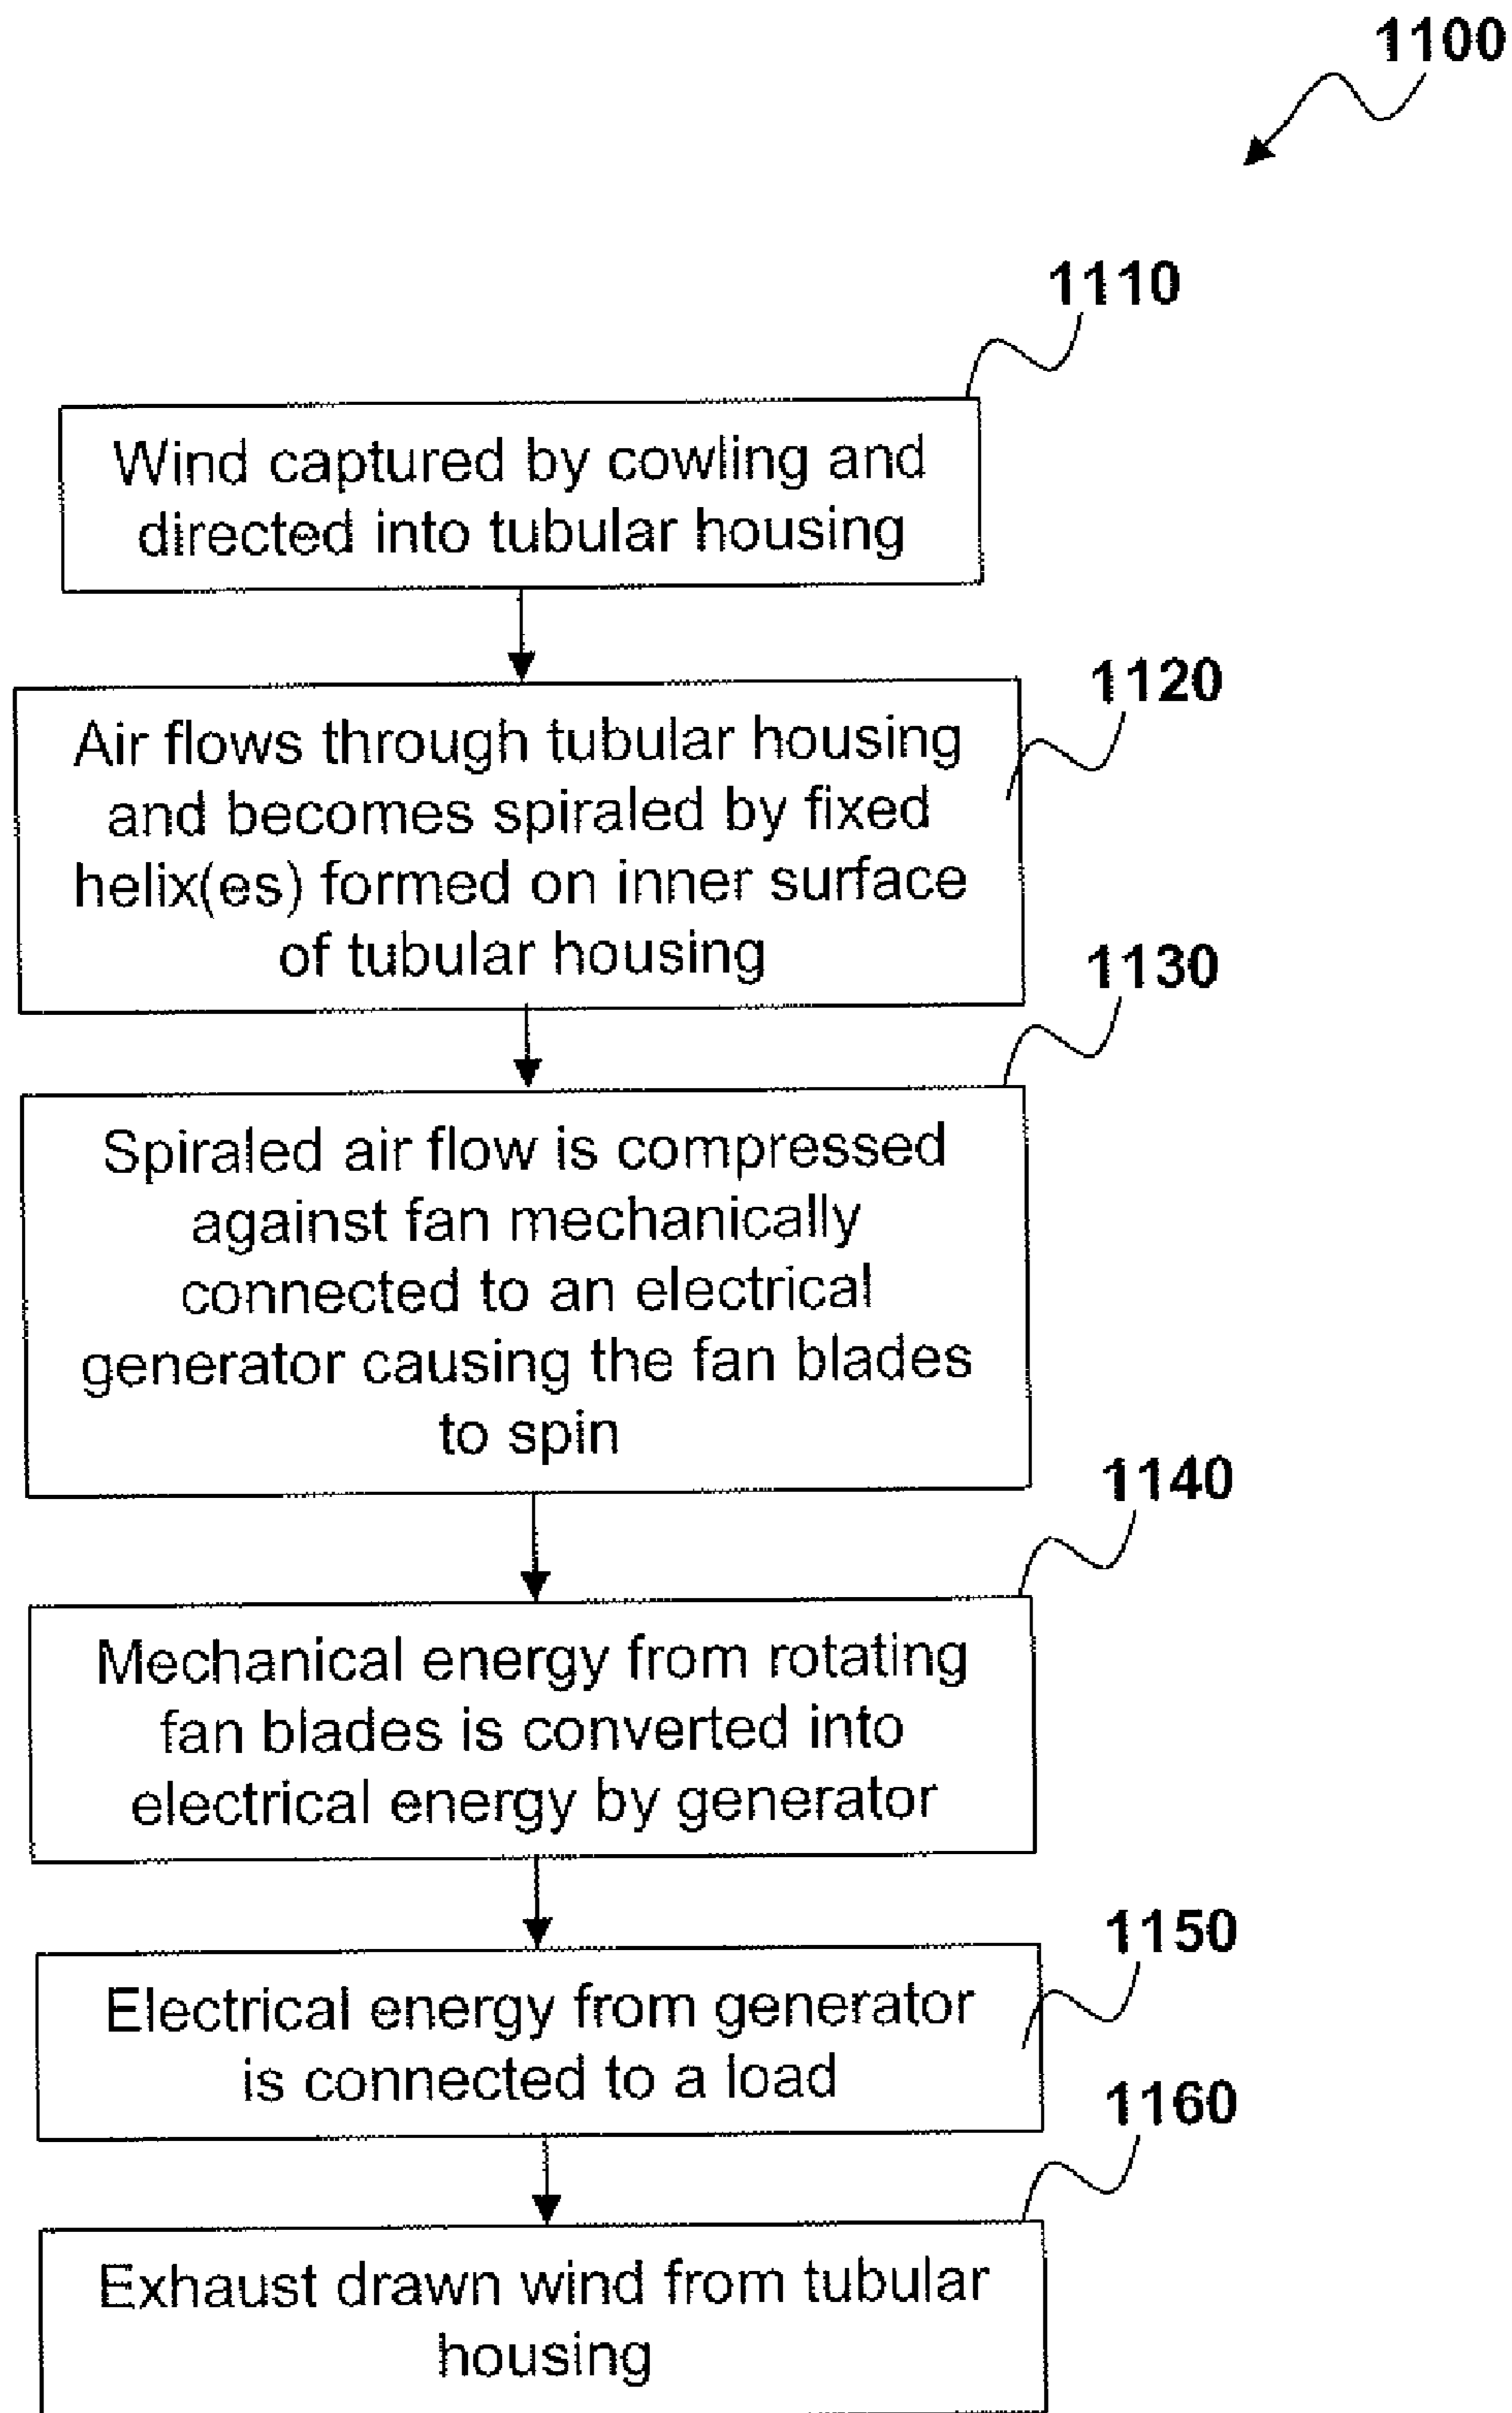 1100
1110
Wind captured by cowling and
directed into tubular housing
1120
Air flows through tubular housing
and becomes spiraled by fixed
helix(es) formed on inner surface
of tubular housing
1130
Spiraled air flow is compressed
against fan mechanically
connected to an electrical
generator causing the fan blades
to spin
1140
Mechanical energy from rotating
fan blades is converted into
electrical energy by generator
1150
Electrical energy from generator
is connected to a load
1160
Exhaust drawn wind from tubular
housing